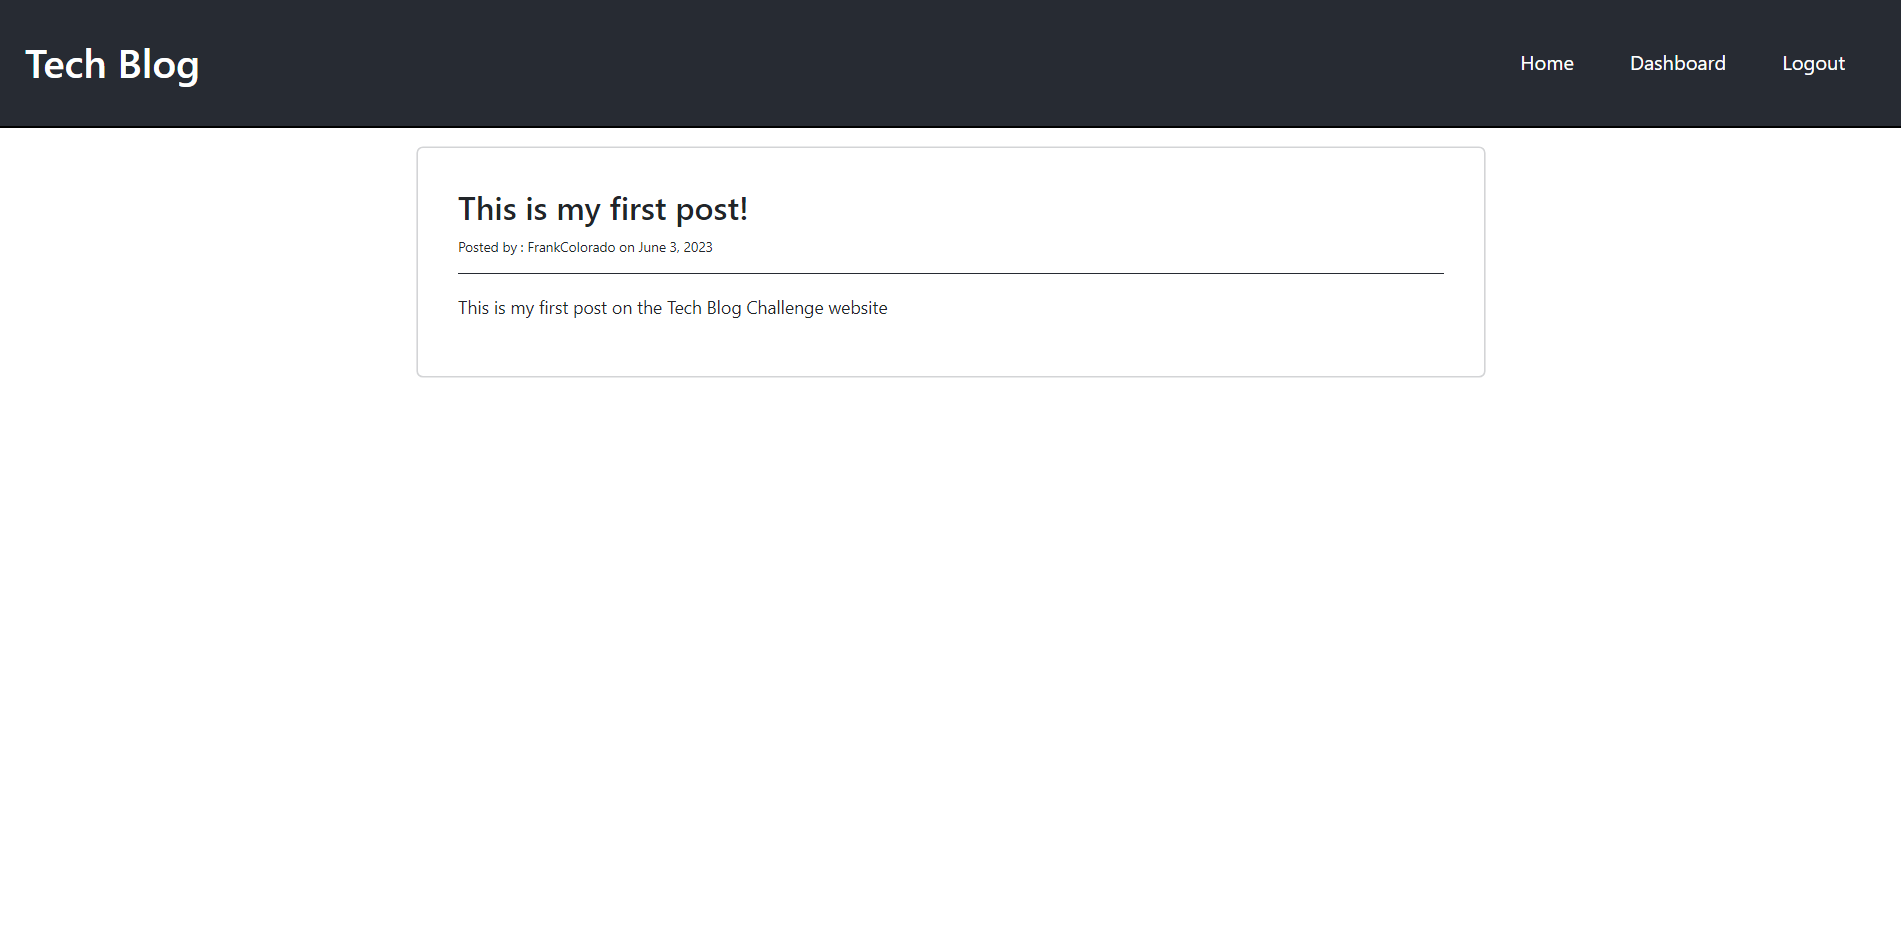 Tech Blog
Home Dashboard Logout
This is my first post!
Posted by : FrankColorado on June 3, 2023
This is my first post on the Tech Blog Challenge website